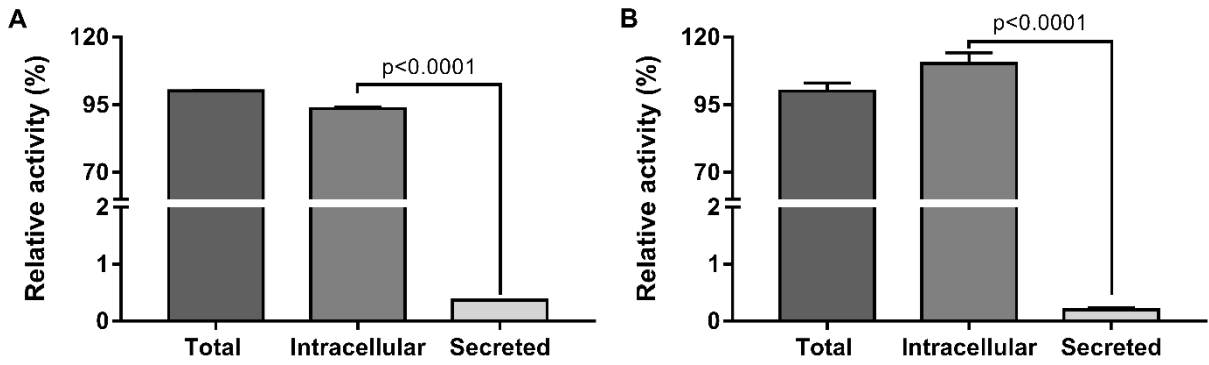 A
Relative activity (%)
120
95
70
2
1
0
p<0.0001
Total
Intracellular
Secreted
B
Relative activity (%)
120
95
70
2
1
0
p<0.0001
Total
Intracellular
Secreted